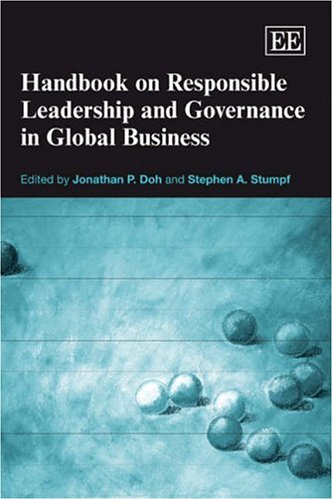 EE
Handbook on Responsible
Leadership and Governance
in Global Business
Edited by Jonathan P. Doh and Stephen A. Stumpf